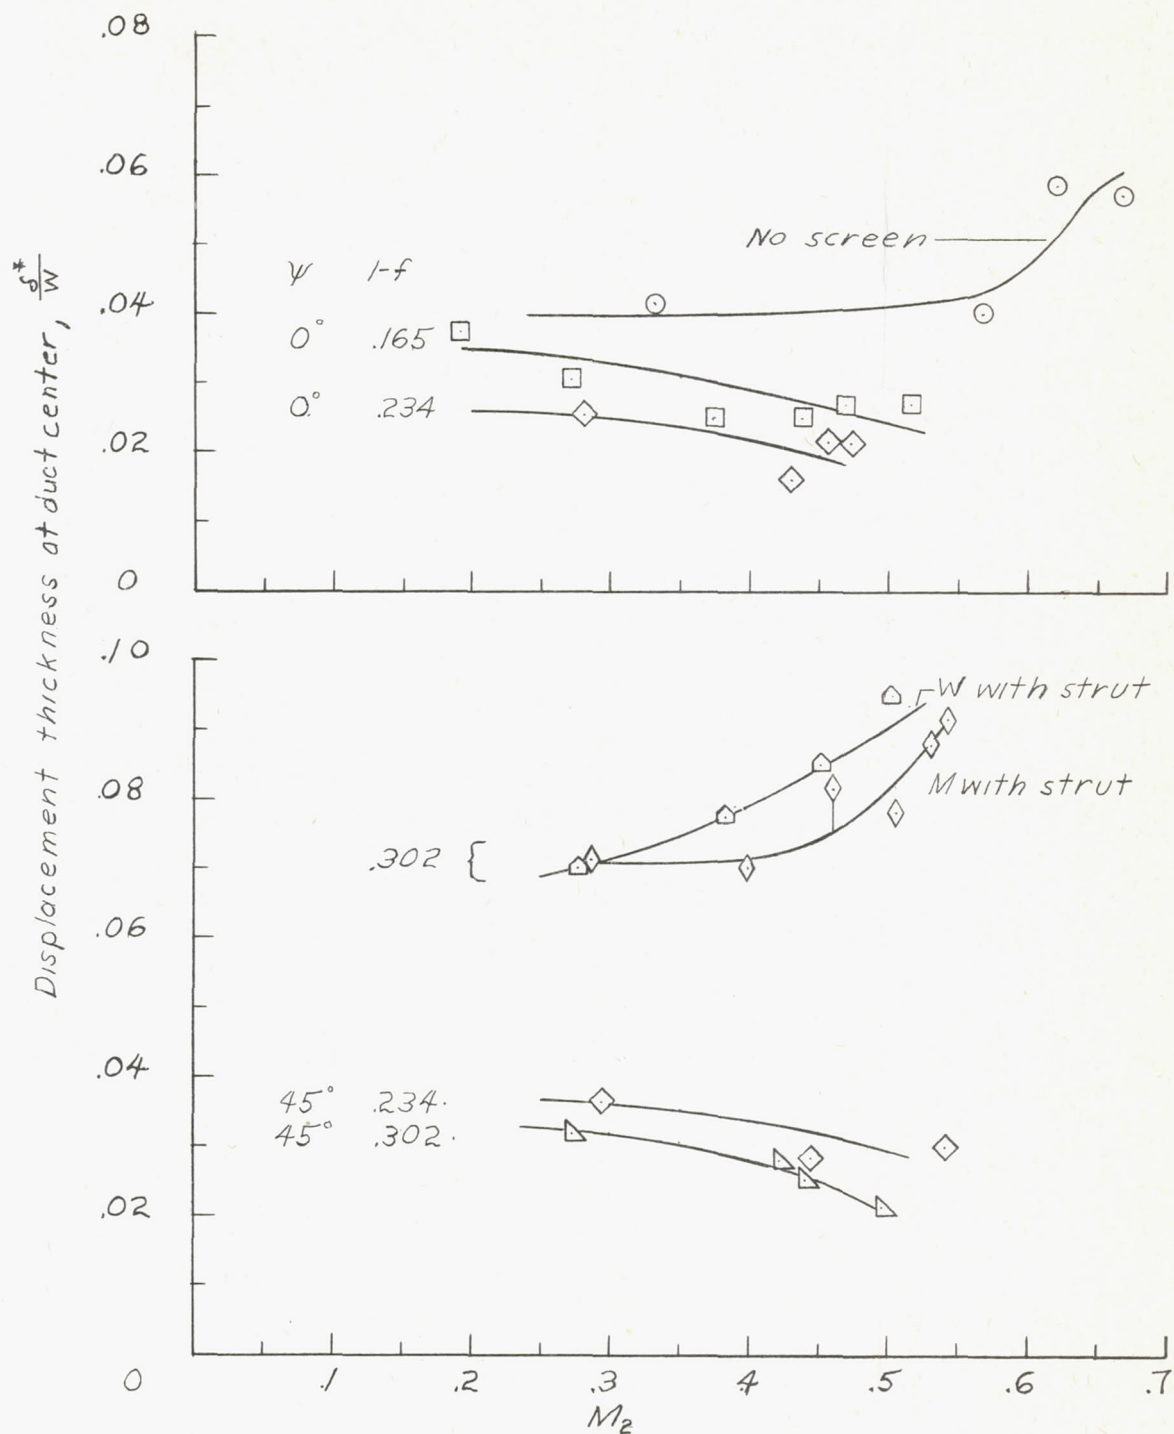 .08
.06
.04
.02
0
No screen
ψ 1-f
0° .165
0° .234
Displacement thickness at duct center, δ*/W
.10
.08
.06
.04
.02
0
W with strut
M with strut
.302 {
45° .234
45° .302
.1 .2 .3 .4 .5 .6 .7
M₂